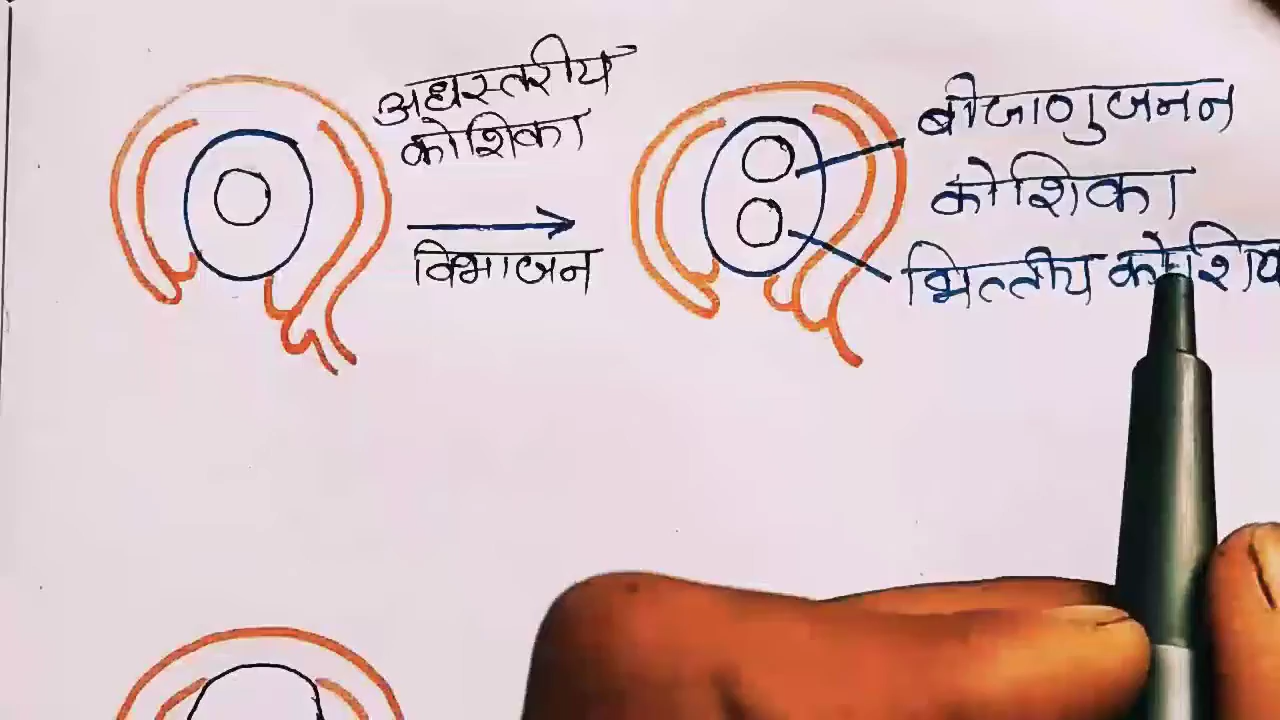 अधस्तरीय
कोशिका
विभाजन
बीजाणुजनन
कोशिका
भित्तीय कोशिक